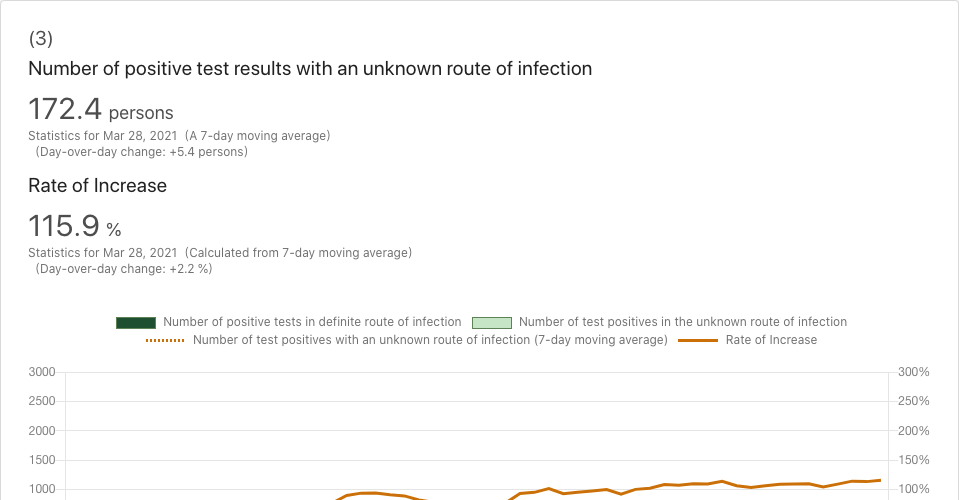 (3)
Number of positive test results with an unknown route of infection
172.4 persons
Statistics for Mar 28, 2021 (A 7-day moving average)
(Day-over-day change: +5.4 persons)
Rate of Increase
115.9 %
Statistics for Mar 28, 2021 (Calculated from 7-day moving average)
(Day-over-day change: +2.2 %)
Number of positive tests in definite route of infection Number of test positives in the unknown route of infection
Number of test positives with an unknown route of infection (7-day moving average) Rate of Increase
3000 300%
2500 250%
2000 200%
1500 150%
1000 100%